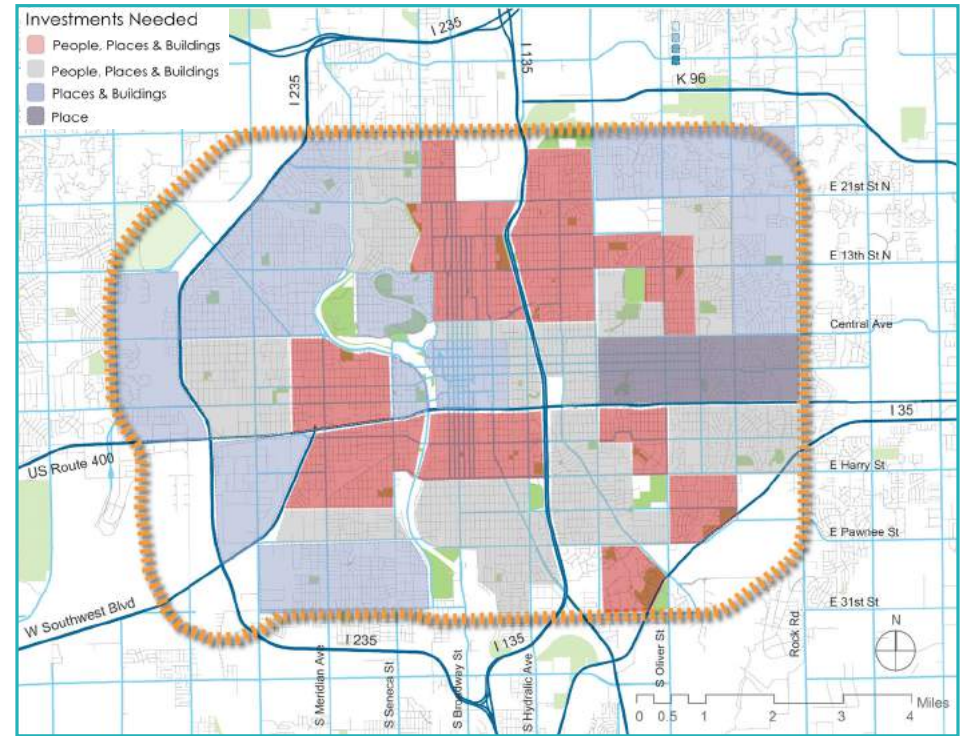 Investments Needed
People, Places & Buildings
People, Places & Buildings
Places & Buildings
Place
I 235
I 235
I 135
K 96
E 21st St N
E 13th St N
Central Ave
I 35
US Route 400
E Harry St
E Pawnee St
W Southwest Blvd
E 31st St
I 235
I 135
S Meridian Ave
S Seneca St
S Broadway St
S Hydralic Ave
S Oliver St
Rock Rd
N
0 0.5 1 2 3 4 Miles